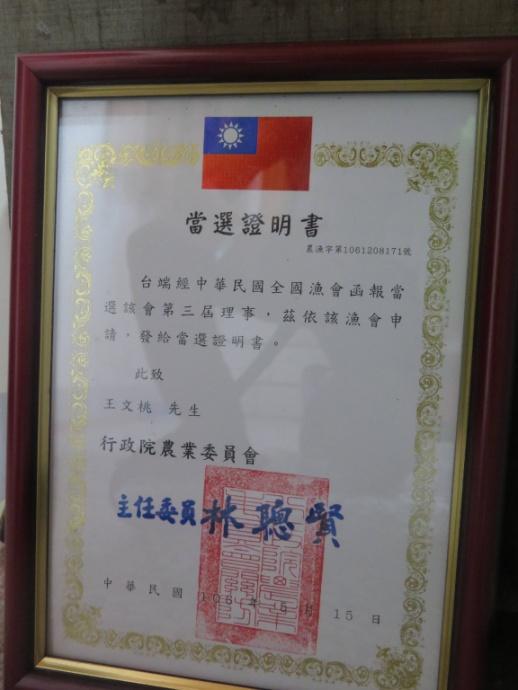 當選證明書
農漁字第1061208171號
台端經中華民國全國漁會函報當
選該會第三屆理事，茲依該漁會申
請，發給當選證明書。
此致
王文桃 先生
行政院農業委員會
主任委員 林聰賢
中華民國 106 年 5 月 15 日